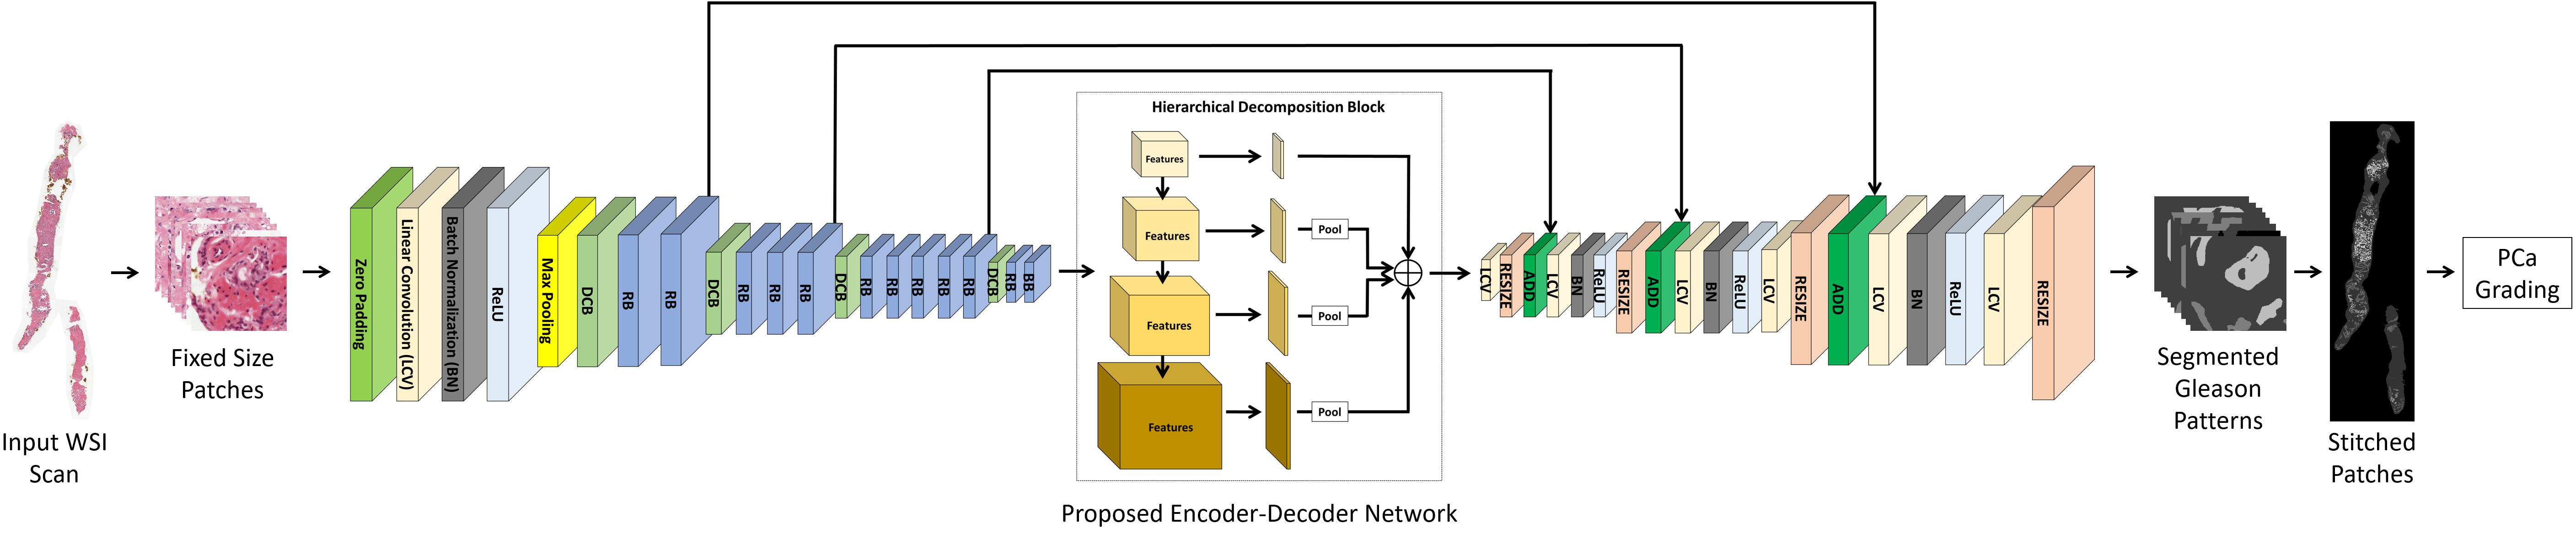 Input WSI
Scan
Fixed Size
Patches
Zero Padding
Linear Convolution (LCV)
Batch Normalization (BN)
ReLU
Max Pooling
DCB
RB
RB
DCB
RB
RB
RB
DCB
RB
RB
RB
RB
RB
DCB
RB
BB
Hierarchical Decomposition Block
Features
Features
Pool
Features
Pool
Features
Pool
Proposed Encoder-Decoder Network
LCV
RESIZE
ADD
LCV
BN
ReLU
RESIZE
ADD
LCV
BN
ReLU
LCV
RESIZE
ADD
LCV
BN
ReLU
LCV
RESIZE
Segmented
Gleason
Patterns
Stitched
Patches
PCa
Grading